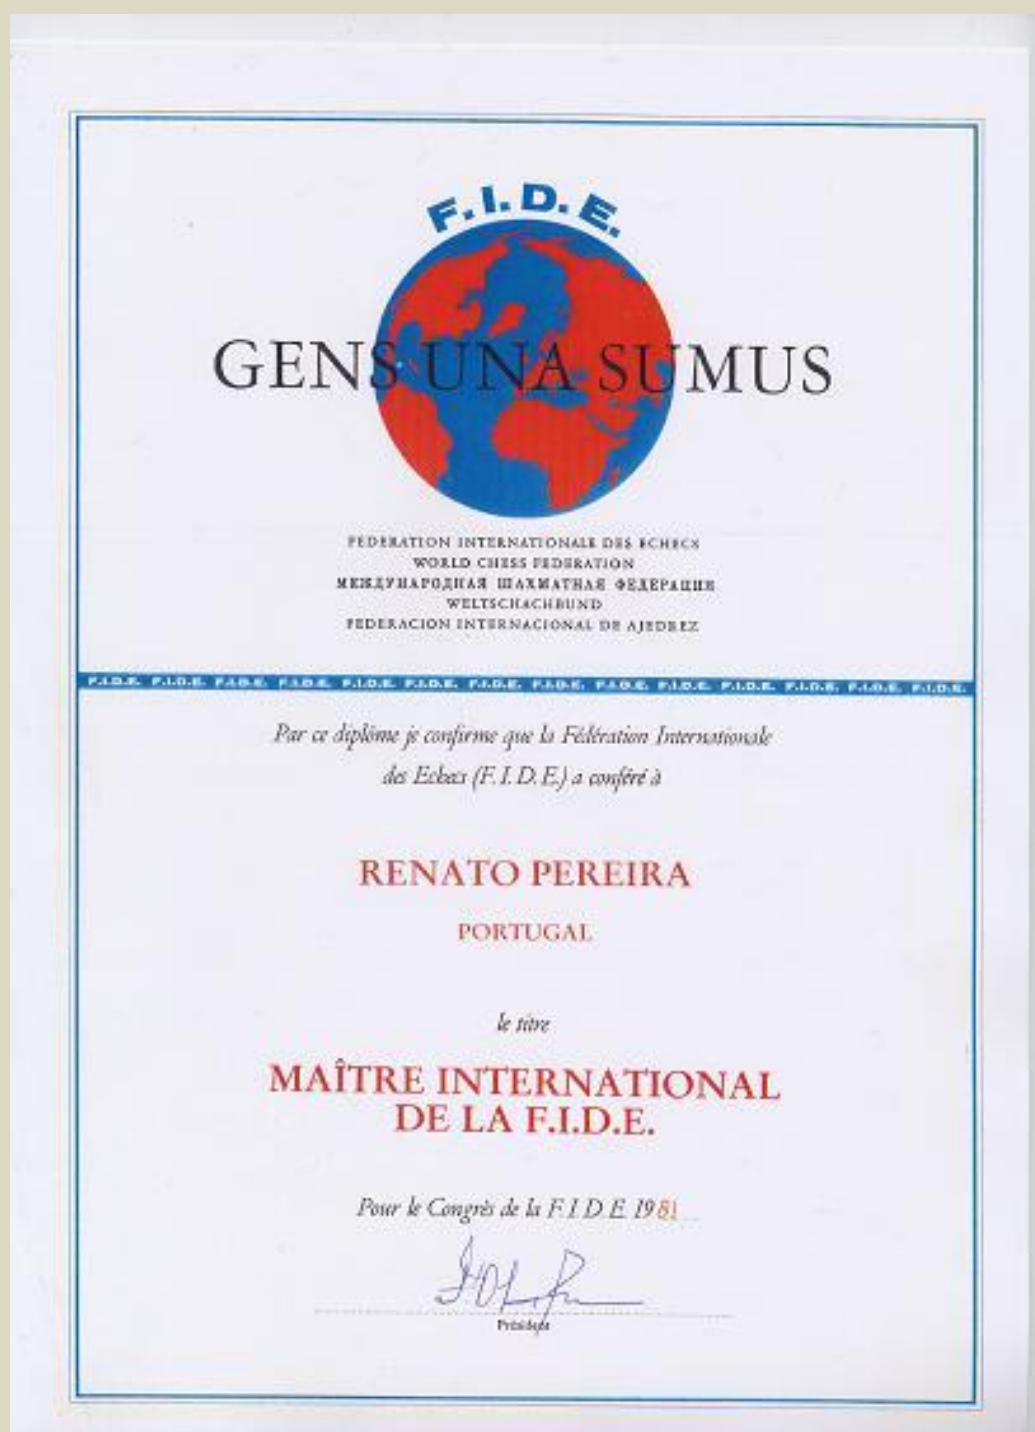 F.I.D.E.
GENS UNA SUMUS
FEDERATION INTERNATIONALE DES ECHECS
WORLD CHESS FEDERATION
МЕЖДУНАРОДНАЯ ШАХМАТНАЯ ФЕДЕРАЦИЯ
WELTSCHACHBUND
FEDERACION INTERNACIONAL DE AJEDREZ
F.I.D.E. F.I.D.E. F.I.D.E. F.I.D.E. F.I.D.E. F.I.D.E. F.I.D.E. F.I.D.E. F.I.D.E. F.I.D.E. F.I.D.E. F.I.D.E. F.I.D.E. F.I.D.E.
Par ce diplôme je confirme que la Fédération Internationale
des Echecs (F.I.D.E.) a conféré à
RENATO PEREIRA
PORTUGAL
le titre
MAÎTRE INTERNATIONAL
DE LA F.I.D.E.
Pour le Congrès de la F.I.D.E. 1981
Président